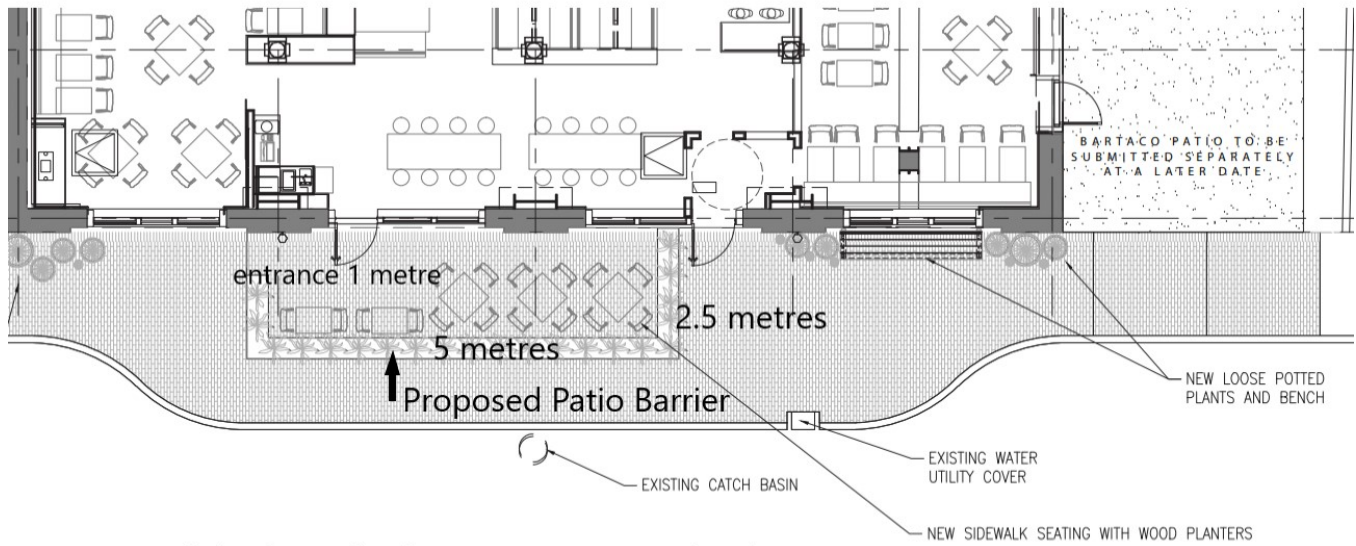 BARTACO PATIO TO BE
SUBMITTED SEPARATELY
AT A LATER DATE
entrance 1 metre
2.5 metres
5 metres
Proposed Patio Barrier
NEW LOOSE POTTED
PLANTS AND BENCH
EXISTING WATER
UTILITY COVER
EXISTING CATCH BASIN
NEW SIDEWALK SEATING WITH WOOD PLANTERS